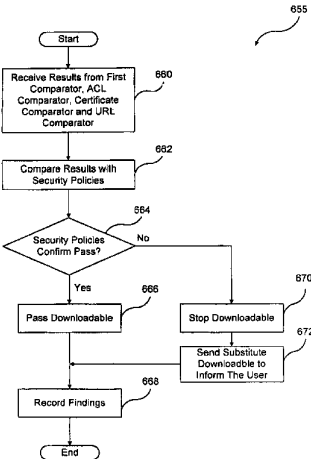 655
Start
Receive Results from First
Comparator, ACL
Comparator, Certificate
Comparator and URL
Comparator
660
662
Compare Results with
Security Policies
664
Security Policies
Confirm Pass?
No
Yes
666
Pass Downloadable
670
Stop Downloadable
672
Send Substitute
Downloadble to
Inform The User
668
Record Findings
End